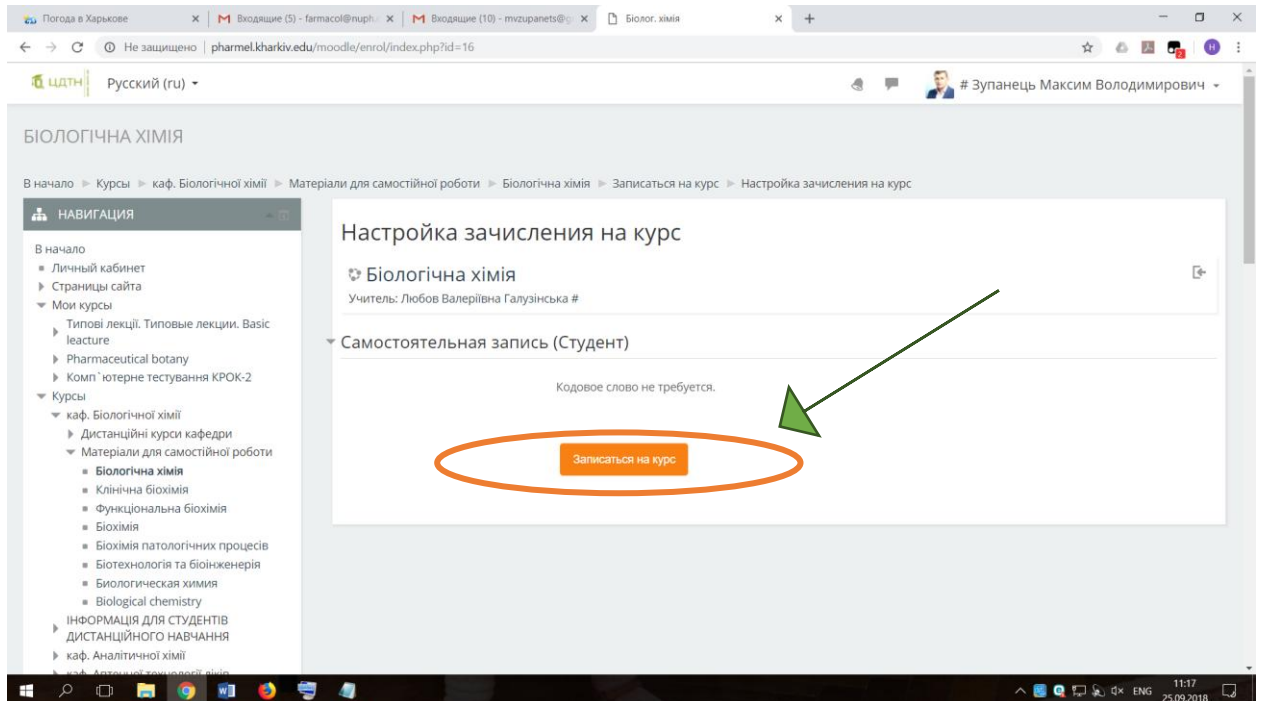 Погода в Харькове
Входящие (5) - farmacol@nuph.
Входящие (10) - mvzupanets@g
Біолог. хімія
Не защищено | pharmel.kharkiv.edu/moodle/enrol/index.php?id=16
2
H
ЦДТН
Русский (ru)
# Зупанець Максим Володимирович
БІОЛОГІЧНА ХІМІЯ
В начало
Курсы
каф. Біологічної хімії
Матеріали для самостійної роботи
Біологічна хімія
Записаться на курс
Настройка зачисления на курс
НАВИГАЦИЯ
В начало
Личный кабинет
Страницы сайта
Мои курсы
Типові лекції. Типовые лекции. Basic
leacture
Pharmaceutical botany
Комп`ютерне тестування КРОК-2
Курсы
каф. Біологічної хімії
Дистанційні курси кафедри
Матеріали для самостійної роботи
Біологічна хімія
Клінічна біохімія
Функціональна біохімія
Біохімія
Біохімія патологічних процесів
Біотехнологія та біоінженерія
Биологическая химия
Biological chemistry
ІНФОРМАЦІЯ ДЛЯ СТУДЕНТІВ
ДИСТАНЦІЙНОГО НАВЧАННЯ
каф. Аналітичної хімії
каф. Аптечної технології ліків
Настройка зачисления на курс
Біологічна хімія
Учитель: Любов Валеріївна Галузінська #
Самостоятельная запись (Студент)
Кодовое слово не требуется.
Записаться на курс
ENG
11:17
25.09.2018